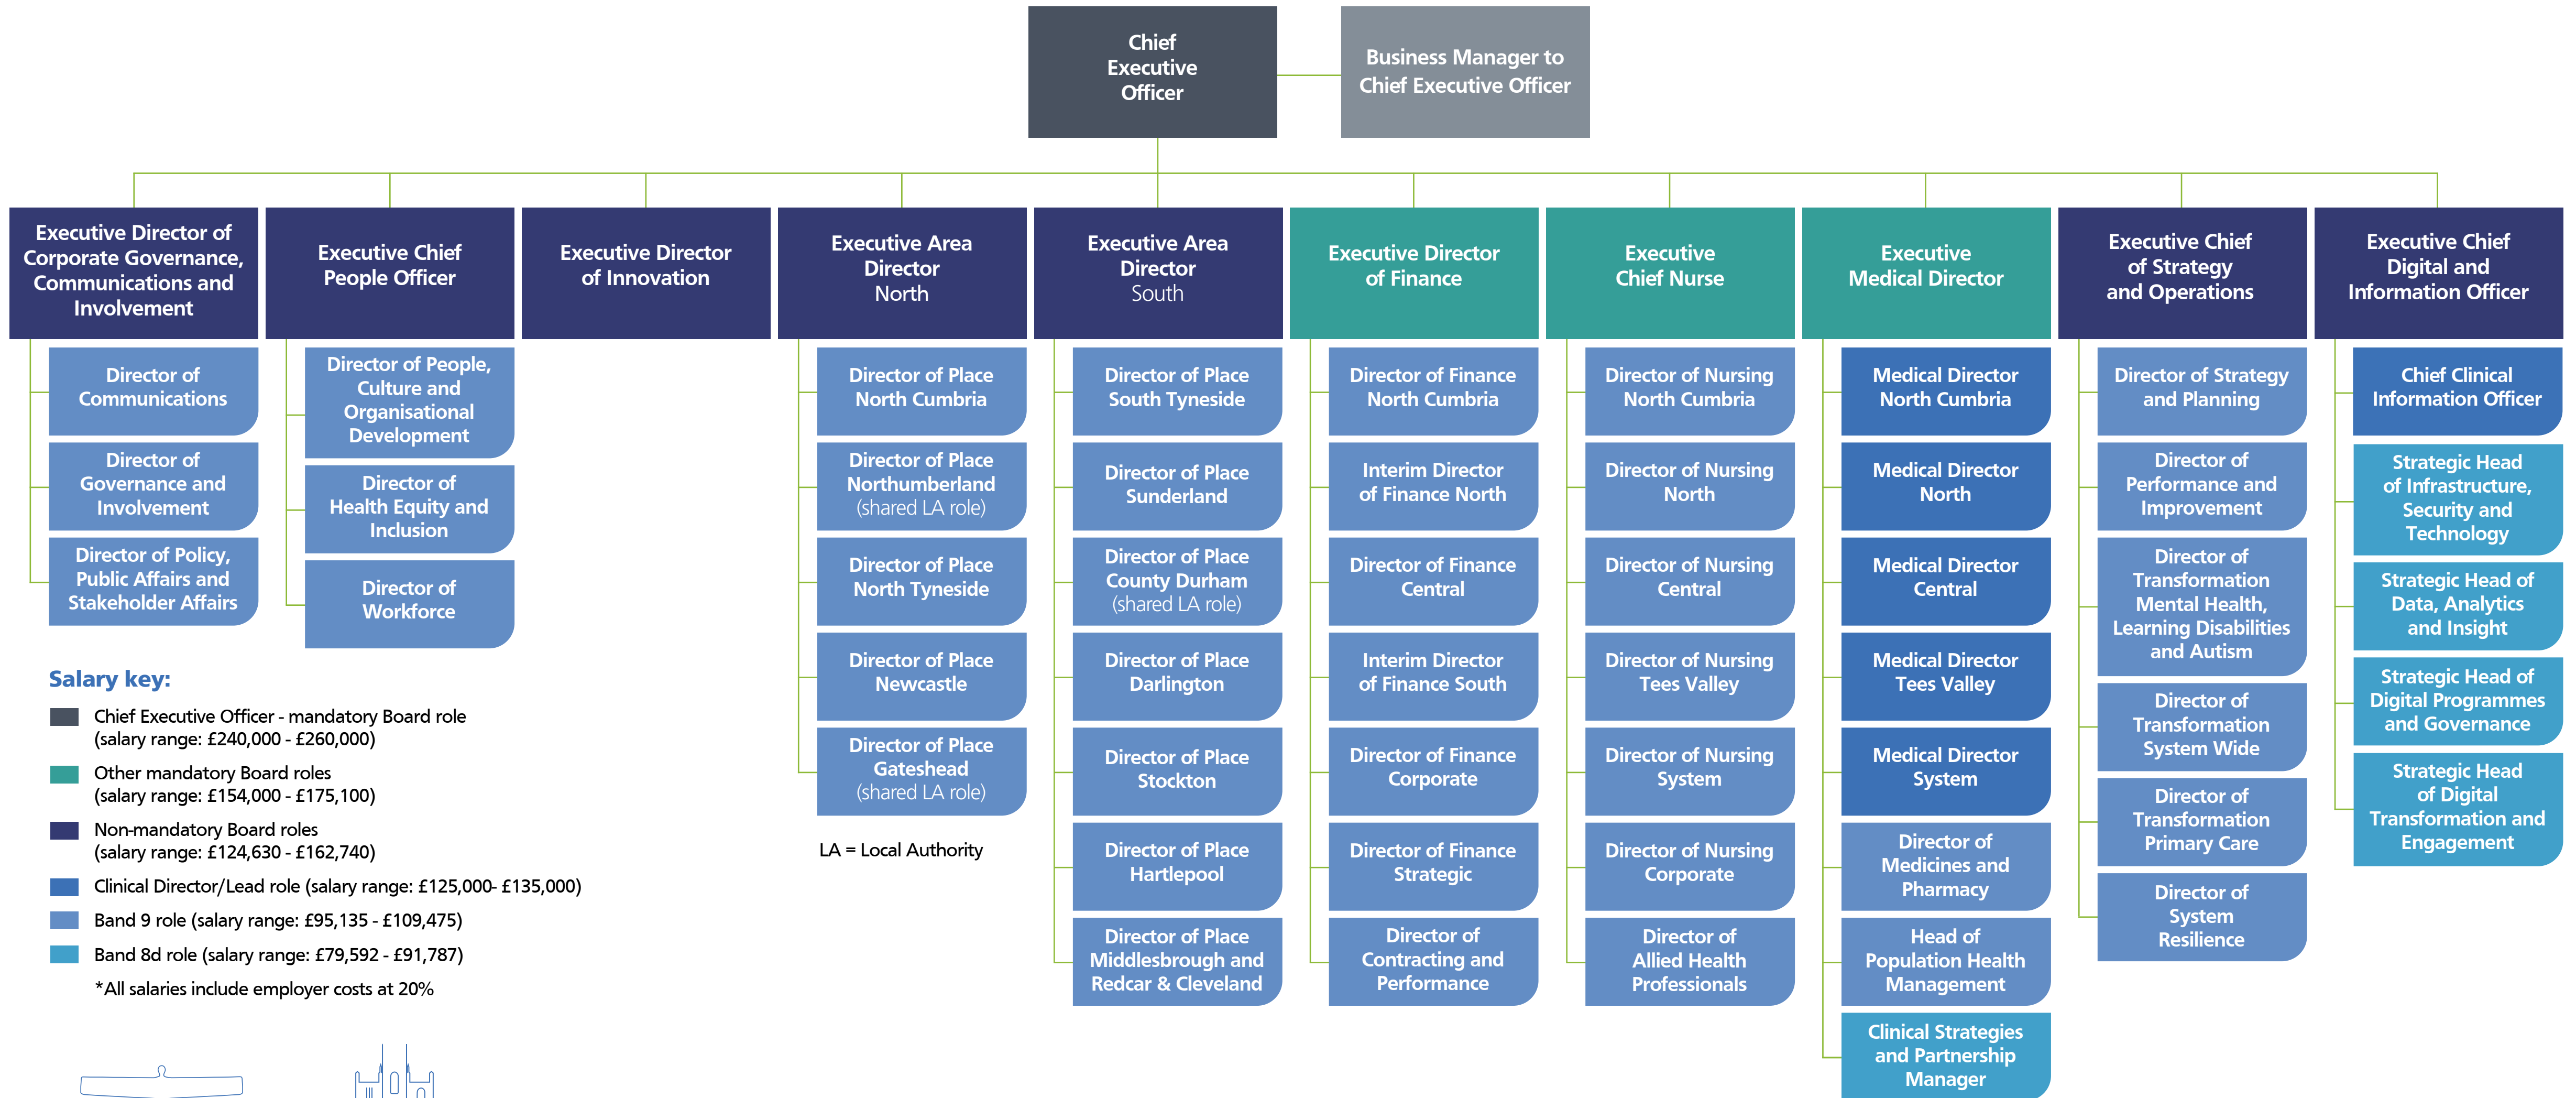 Chief
Executive
Officer
Business Manager to
Chief Executive Officer
Executive Director of
Corporate Governance,
Communications and
Involvement
Executive Chief
People Officer
Executive Director
of Innovation
Executive Area
Director
North
Executive Area
Director
South
Executive Director
of Finance
Executive
Chief Nurse
Executive
Medical Director
Executive Chief
of Strategy
and Operations
Executive Chief
Digital and
Information Officer
Director of
Communications
Director of
Governance and
Involvement
Director of Policy,
Public Affairs and
Stakeholder Affairs
Director of People,
Culture and
Organisational
Development
Director of
Health Equity and
Inclusion
Director of
Workforce
Director of Place
North Cumbria
Director of Place
Northumberland
(shared LA role)
Director of Place
North Tyneside
Director of Place
Newcastle
Director of Place
Gateshead
(shared LA role)
LA = Local Authority
Director of Place
South Tyneside
Director of Place
Sunderland
Director of Place
County Durham
(shared LA role)
Director of Place
Darlington
Director of Place
Stockton
Director of Place
Hartlepool
Director of Place
Middlesbrough and
Redcar & Cleveland
Director of Finance
North Cumbria
Interim Director
of Finance North
Director of Finance
Central
Interim Director
of Finance South
Director of Finance
Corporate
Director of Finance
Strategic
Director of
Contracting and
Performance
Director of Nursing
North Cumbria
Director of Nursing
North
Director of Nursing
Central
Director of Nursing
Tees Valley
Director of Nursing
System
Director of Nursing
Corporate
Director of
Allied Health
Professionals
Medical Director
North Cumbria
Medical Director
North
Medical Director
Central
Medical Director
Tees Valley
Medical Director
System
Director of
Medicines and
Pharmacy
Head of
Population Health
Management
Clinical Strategies
and Partnership
Manager
Director of Strategy
and Planning
Director of
Performance and
Improvement
Director of
Transformation
Mental Health,
Learning Disabilities
and Autism
Director of
Transformation
System Wide
Director of
Transformation
Primary Care
Director of
System
Resilience
Chief Clinical
Information Officer
Strategic Head
of Infrastructure,
Security and
Technology
Strategic Head of
Data, Analytics
and Insight
Strategic Head of
Digital Programmes
and Governance
Strategic Head
of Digital
Transformation and
Engagement
Salary key:
Chief Executive Officer - mandatory Board role
(salary range: £240,000 - £260,000)
Other mandatory Board roles
(salary range: £154,000 - £175,100)
Non-mandatory Board roles
(salary range: £124,630 - £162,740)
Clinical Director/Lead role (salary range: £125,000- £135,000)
Band 9 role (salary range: £95,135 - £109,475)
Band 8d role (salary range: £79,592 - £91,787)
*All salaries include employer costs at 20%